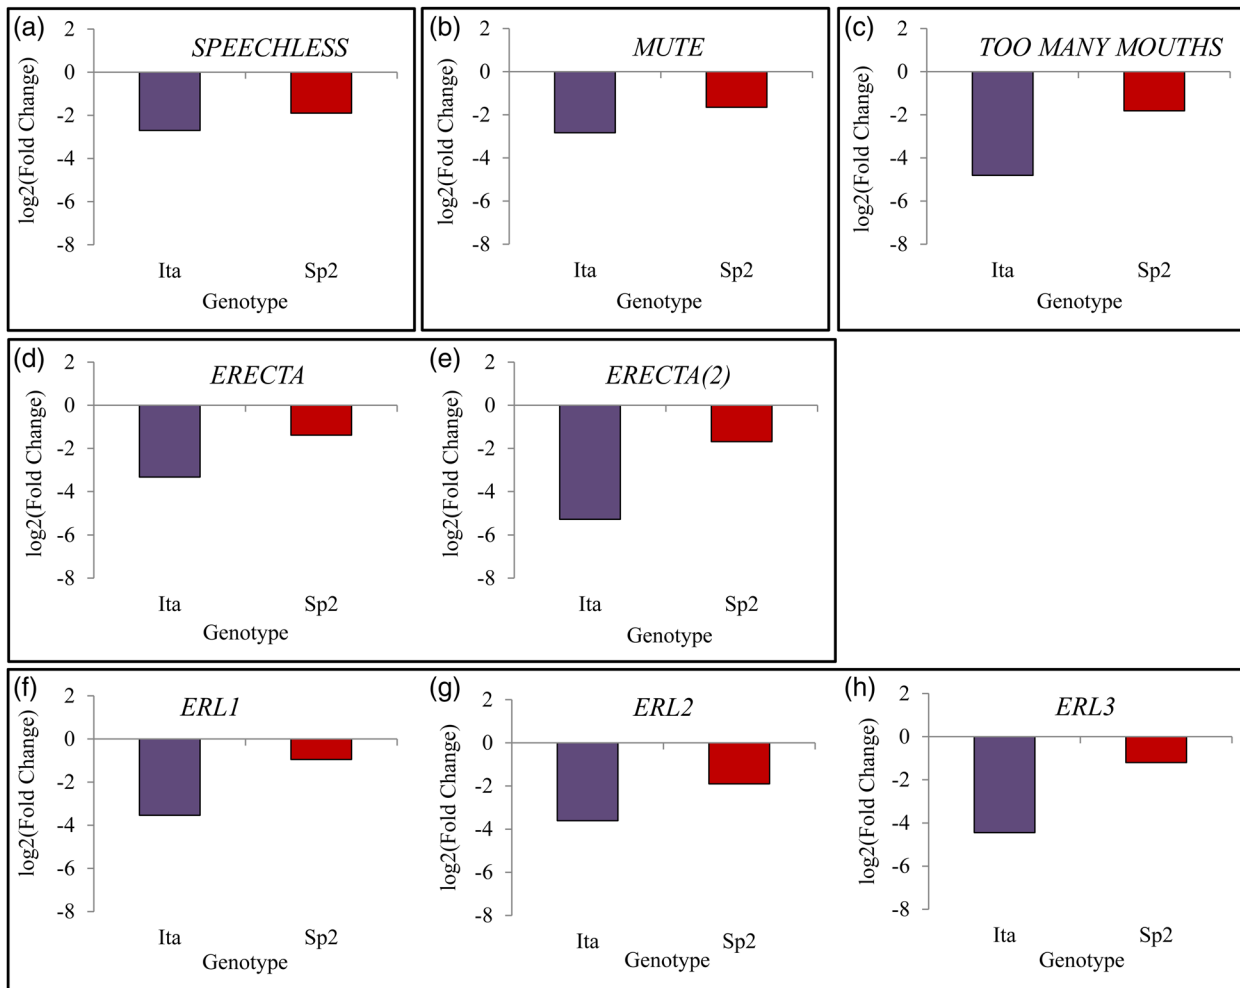 (a)
SPEECHLESS
log2(Fold Change)
2
0
-2
-4
-6
-8
Ita Sp2
Genotype
(b)
MUTE
log2(Fold Change)
2
0
-2
-4
-6
-8
Ita Sp2
Genotype
(c)
TOO MANY MOUTHS
log2(Fold Change)
2
0
-2
-4
-6
-8
Ita Sp2
Genotype
(d)
ERECTA
log2(Fold Change)
2
0
-2
-4
-6
-8
Ita Sp2
Genotype
(e)
ERECTA(2)
log2(Fold Change)
2
0
-2
-4
-6
-8
Ita Sp2
Genotype
(f)
ERL1
log2(Fold Change)
2
0
-2
-4
-6
-8
Ita Sp2
Genotype
(g)
ERL2
log2(Fold Change)
2
0
-2
-4
-6
-8
Ita Sp2
Genotype
(h)
ERL3
log2(Fold Change)
2
0
-2
-4
-6
-8
Ita Sp2
Genotype